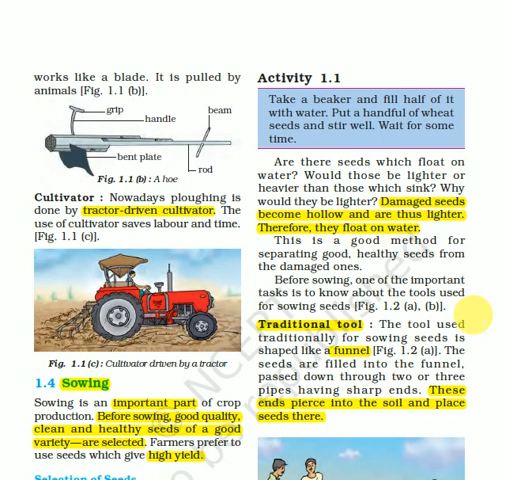 works like a blade. It is pulled by
animals [Fig. 1.1 (b)].
grip
handle
beam
bent plate
rod
Fig. 1.1 (b) : A hoe
Cultivator : Nowadays ploughing is
done by tractor-driven cultivator. The
use of cultivator saves labour and time.
[Fig. 1.1 (c)].
Fig. 1.1 (c) : Cultivator driven by a tractor
1.4 Sowing
Sowing is an important part of crop
production. Before sowing, good quality,
clean and healthy seeds of a good
variety—are selected. Farmers prefer to
use seeds which give high yield.
Selection of Seeds
Activity 1.1
Take a beaker and fill half of it
with water. Put a handful of wheat
seeds and stir well. Wait for some
time.
Are there seeds which float on
water? Would those be lighter or
heavier than those which sink? Why
would they be lighter? Damaged seeds
become hollow and are thus lighter.
Therefore, they float on water.
This is a good method for
separating good, healthy seeds from
the damaged ones.
Before sowing, one of the important
tasks is to know about the tools used
for sowing seeds [Fig. 1.2 (a), (b)].
Traditional tool : The tool used
traditionally for sowing seeds is
shaped like a funnel [Fig. 1.2 (a)]. The
seeds are filled into the funnel,
passed down through two or three
pipes having sharp ends. These
ends pierce into the soil and place
seeds there.